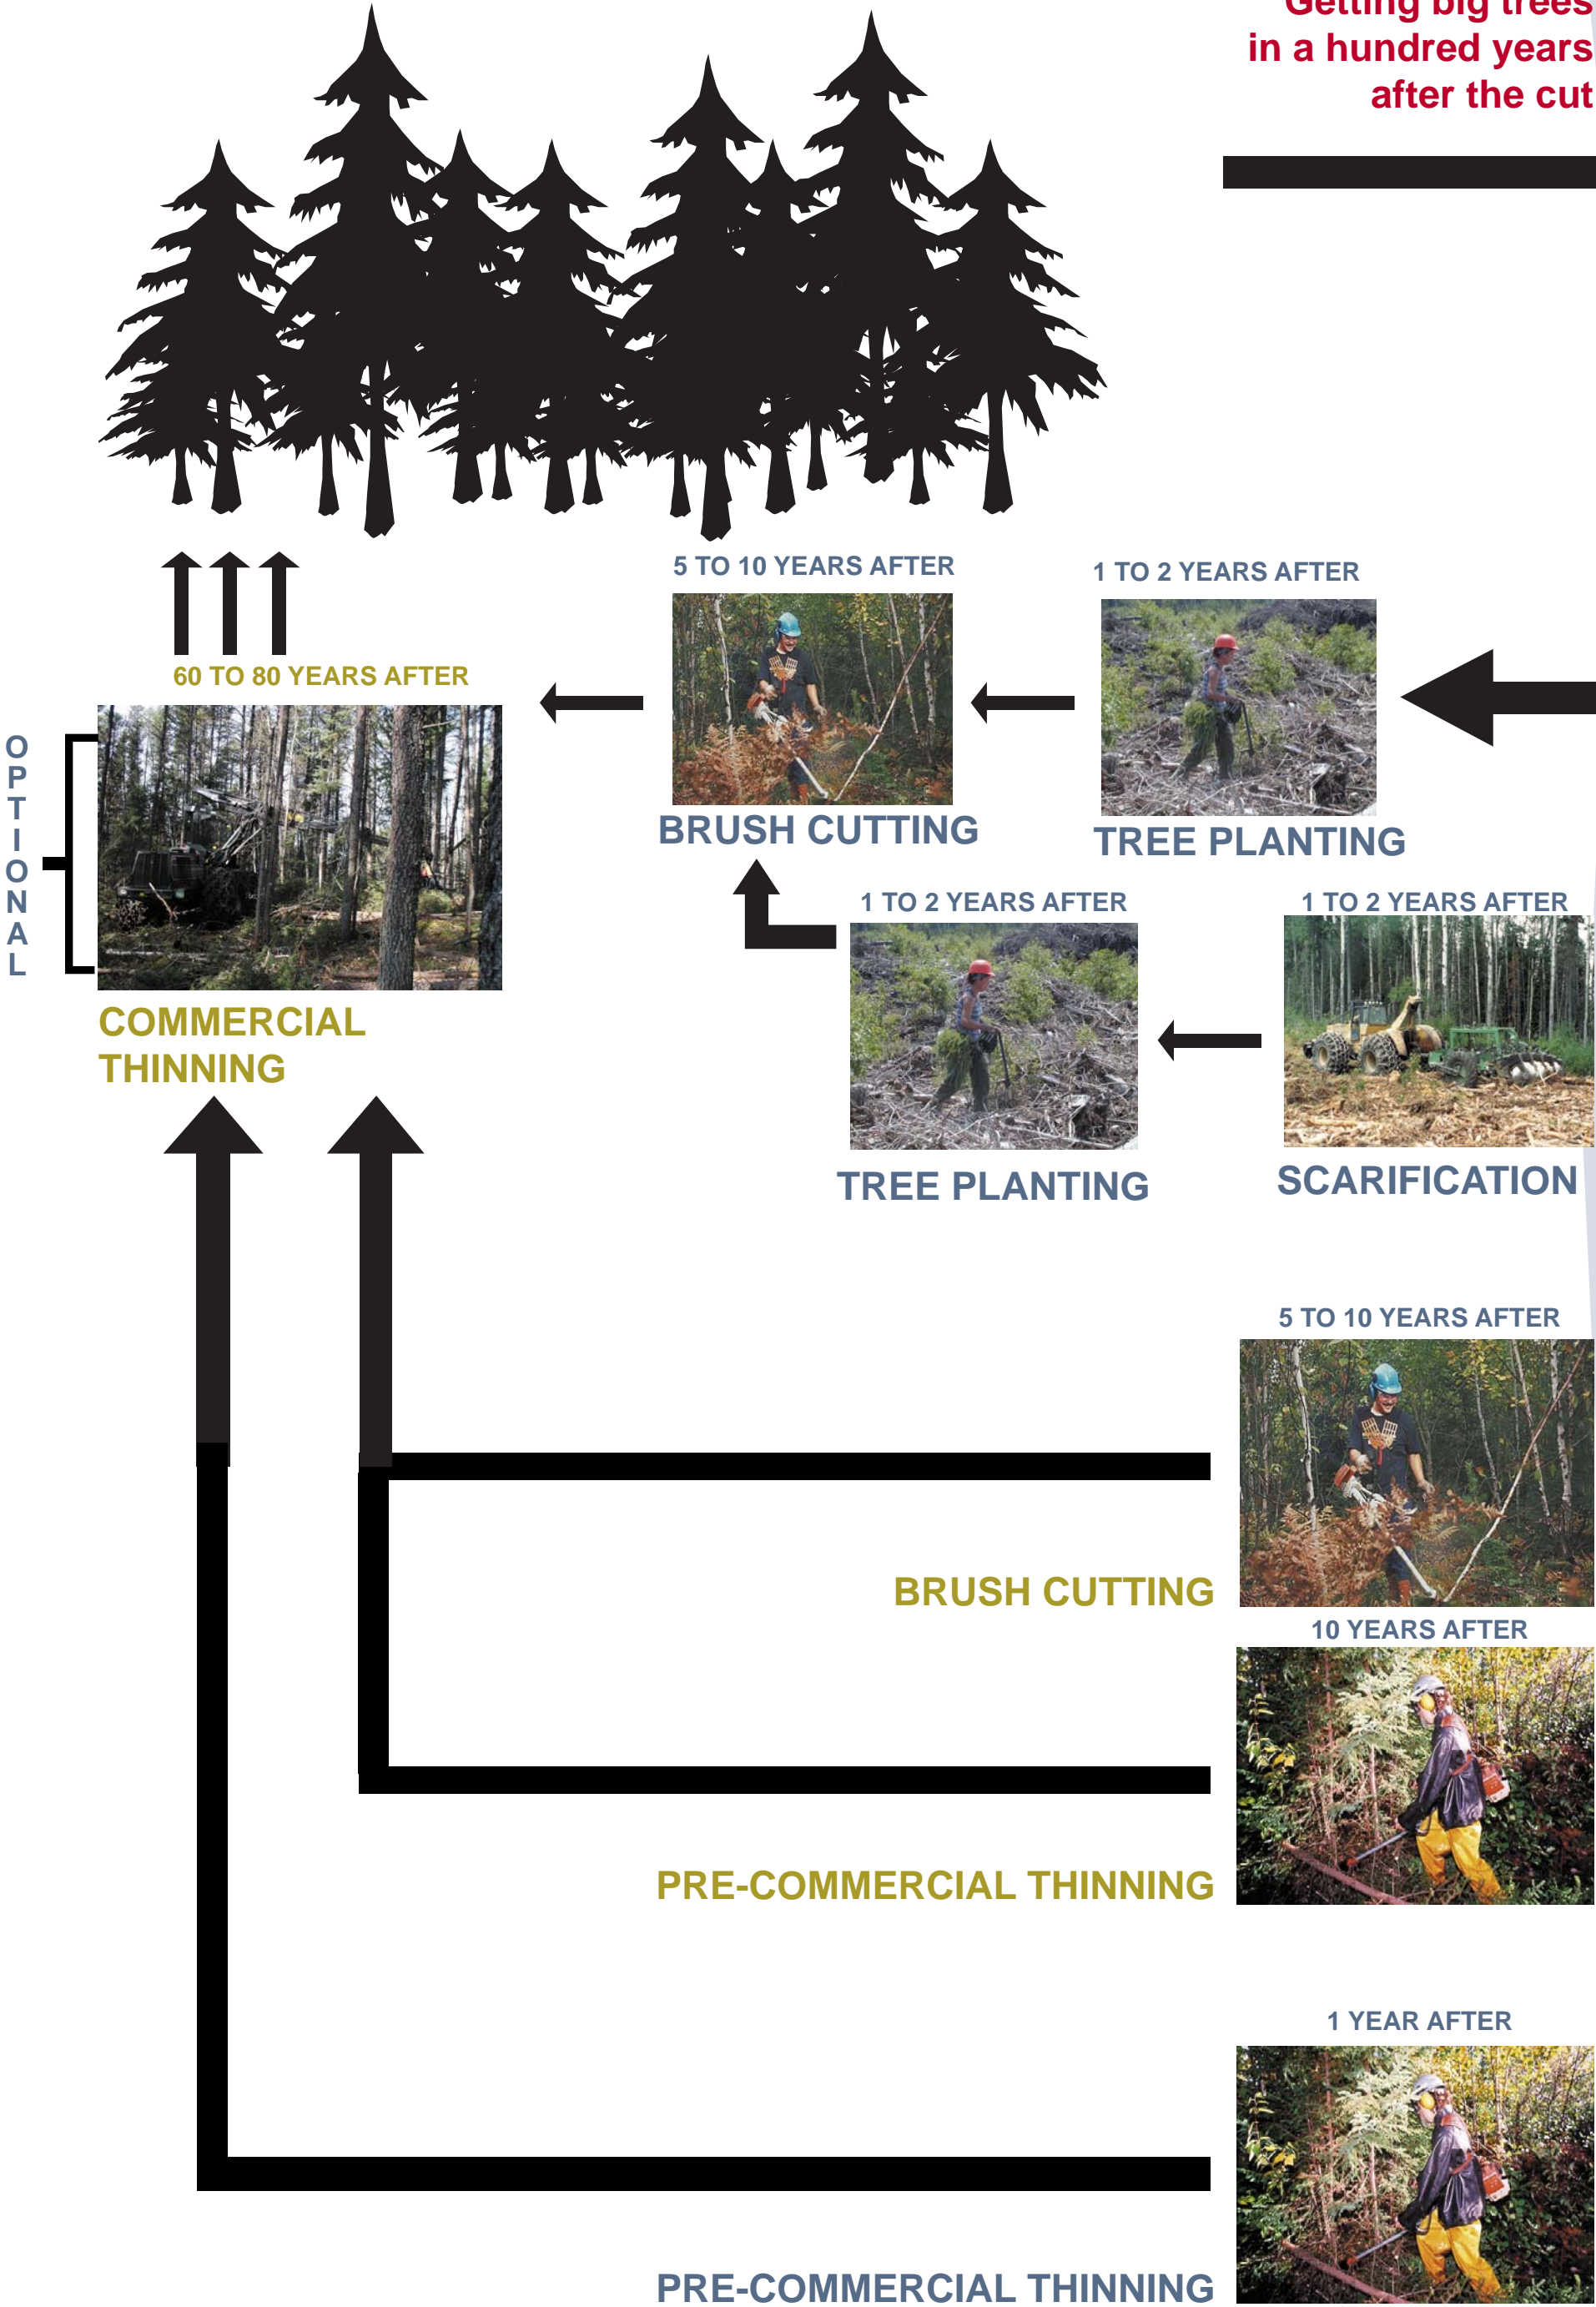 Getting big trees
in a hundred years
after the cut
5 TO 10 YEARS AFTER
1 TO 2 YEARS AFTER
60 TO 80 YEARS AFTER
OPTIONAL
BRUSH CUTTING
TREE PLANTING
1 TO 2 YEARS AFTER
1 TO 2 YEARS AFTER
COMMERCIAL
THINNING
TREE PLANTING
SCARIFICATION
5 TO 10 YEARS AFTER
BRUSH CUTTING
10 YEARS AFTER
PRE-COMMERCIAL THINNING
1 YEAR AFTER
PRE-COMMERCIAL THINNING